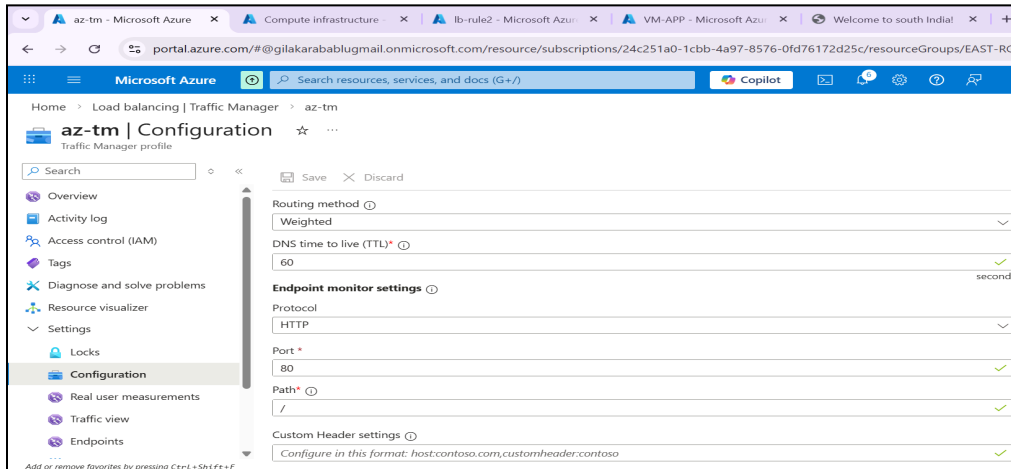 az-tm - Microsoft Azure
Compute infrastructure -
lb-rule2 - Microsoft Azur
VM-APP - Microsoft Azu
Welcome to south India!
portal.azure.com/#@gilakarabablugmail.onmicrosoft.com/resource/subscriptions/24c251a0-1cbb-4a97-8576-0fd76172d25c/resourceGroups/EAST-RG
Microsoft Azure
Search resources, services, and docs (G+/)
Copilot
6
Home > Load balancing | Traffic Manager > az-tm
az-tm | Configuration
Traffic Manager profile
Search
Overview
Activity log
Access control (IAM)
Tags
Diagnose and solve problems
Resource visualizer
Settings
Locks
Configuration
Real user measurements
Traffic view
Endpoints
Add or remove favorites by pressing Ctrl+Shift+F
Save
Discard
Routing method
Weighted
DNS time to live (TTL)*
60
second
Endpoint monitor settings
Protocol
HTTP
Port *
80
Path*
/
Custom Header settings
Configure in this format: host:contoso.com,customheader:contoso